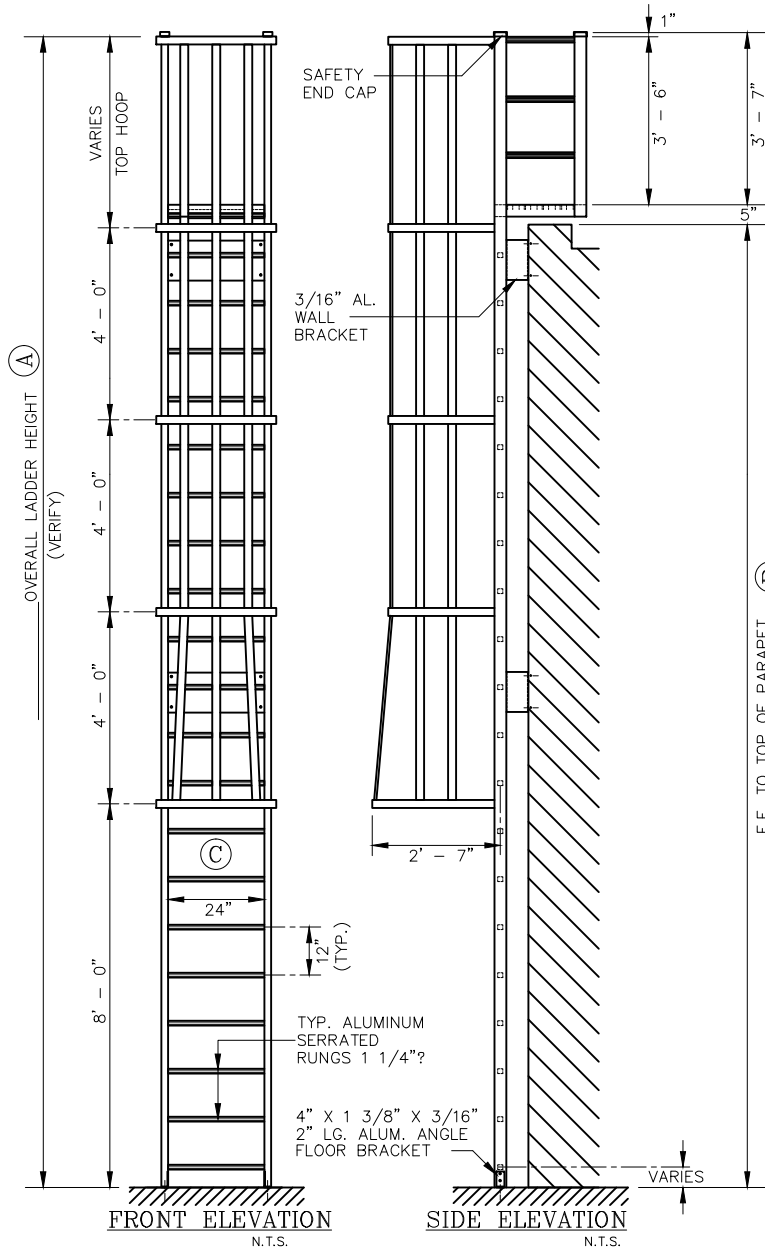 1"
SAFETY
END CAP
3' - 6"
3' - 7"
VARIES
TOP HOOP
5"
3/16" AL.
WALL
BRACKET
4' - 0"
OVERALL LADDER HEIGHT
(VERIFY)
A
4' - 0"
4' - 0"
TO TOP OF PARAPET
2' - 7"
C
24"
12"
(TYP.)
8' - 0"
TYP. ALUMINUM
SERRATED
RUNGS 1 1/4"?
4" X 1 3/8" X 3/16"
2" LG. ALUM. ANGLE
FLOOR BRACKET
VARIES
FRONT ELEVATION
N.T.S.
SIDE ELEVATION
N.T.S.